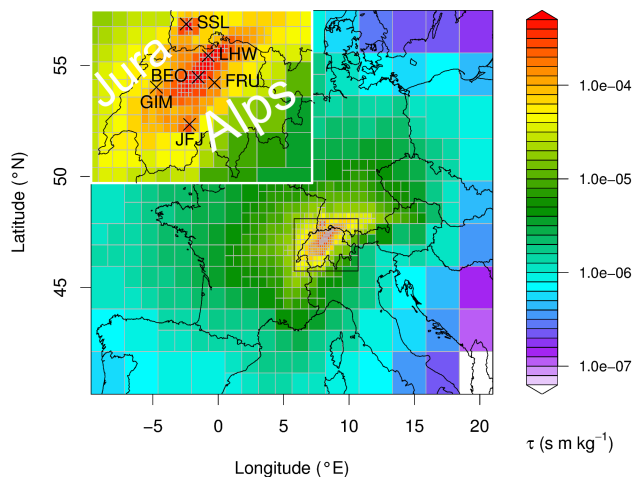 SSL
LHW
Jura
BEO
FRU
GIM
Alps
JFJ
55
50
45
Latitude (°N)
−5
0
5
10
15
20
Longitude (°E)
1.0e−04
1.0e−05
1.0e−06
1.0e−07
τ (s m kg⁻¹)